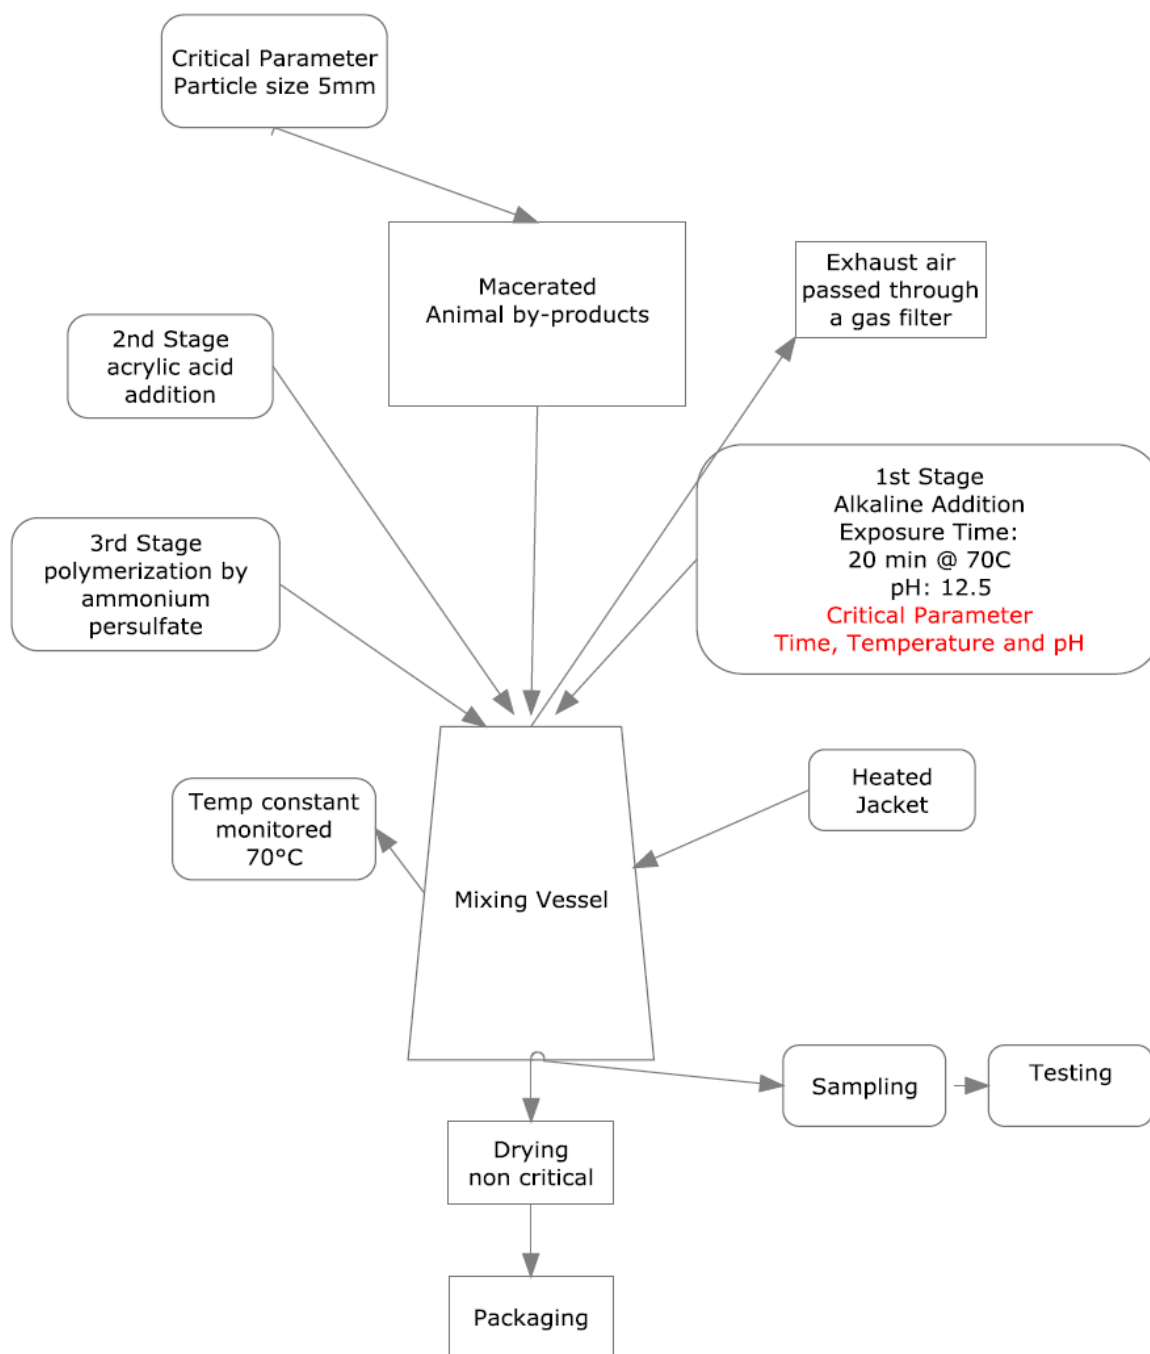 Critical Parameter
Particle size 5mm
Macerated
Animal by-products
Exhaust air
passed through
a gas filter
2nd Stage
acrylic acid
addition
1st Stage
Alkaline Addition
Exposure Time:
20 min @ 70C
pH: 12.5
Critical Parameter
Time, Temperature and pH
3rd Stage
polymerization by
ammonium
persulfate
Heated
Jacket
Temp constant
monitored
70°C
Mixing Vessel
Sampling
Testing
Drying
non critical
Packaging